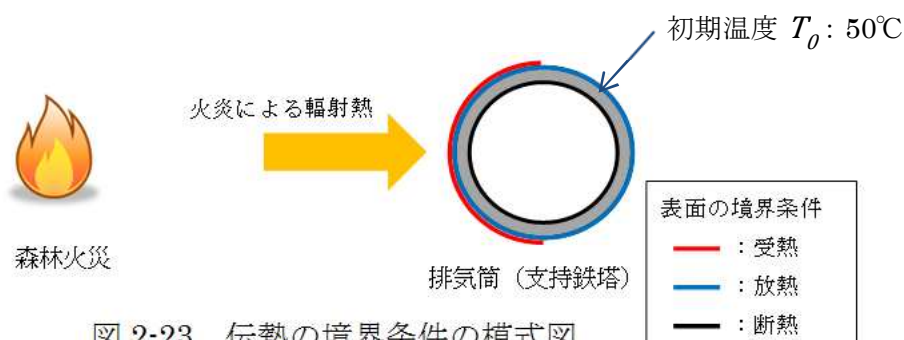 初期温度 T0 : 50℃
火炎による輻射熱
森林火災
排気筒（支持鉄塔）
表面の境界条件
：受熱
：放熱
：断熱
図 2-23 伝熱の境界条件の模式図